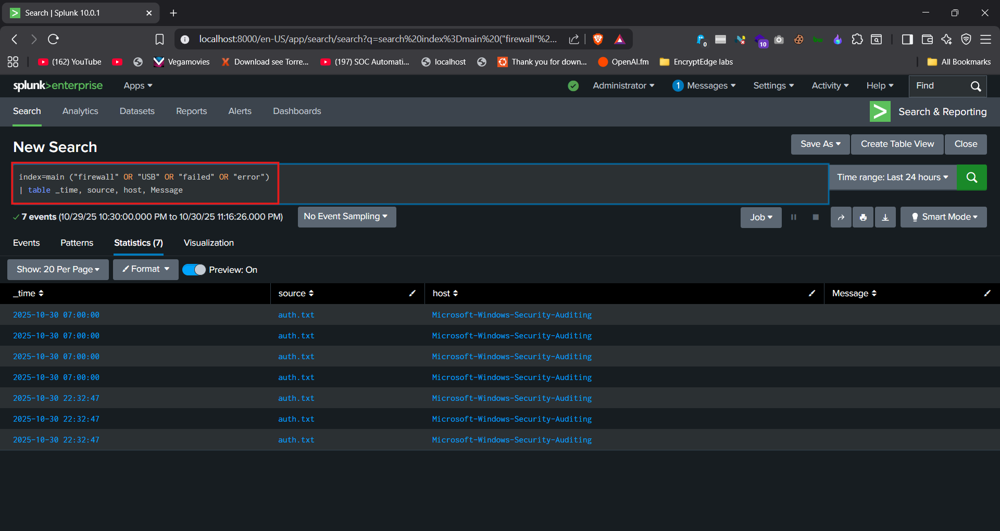 Search | Splunk 10.0.1
localhost:8000/en-US/app/search/search?q=search%20index%3Dmain%20("firewall"%2...
0
10
bw
(162) YouTube
Vegamovies
Download see Torre...
(197) SOC Automati...
localhost
Thank you for down...
OpenAI.fm
EncryptEdge labs
All Bookmarks
splunk>enterprise
Apps
Administrator
1 Messages
Settings
Activity
Help
Find
Search
Analytics
Datasets
Reports
Alerts
Dashboards
Search & Reporting
New Search
Save As
Create Table View
Close
index=main ("firewall" OR "USB" OR "failed" OR "error")
| table _time, source, host, Message
Time range: Last 24 hours
7 events (10/29/25 10:30:00.000 PM to 10/30/25 11:16:26.000 PM)
No Event Sampling
Job
Smart Mode
Events
Patterns
Statistics (7)
Visualization
Show: 20 Per Page
Format
Preview: On
_time source host Message
2025-10-30 07:00:00 auth.txt Microsoft-Windows-Security-Auditing
2025-10-30 07:00:00 auth.txt Microsoft-Windows-Security-Auditing
2025-10-30 07:00:00 auth.txt Microsoft-Windows-Security-Auditing
2025-10-30 07:00:00 auth.txt Microsoft-Windows-Security-Auditing
2025-10-30 22:32:47 auth.txt Microsoft-Windows-Security-Auditing
2025-10-30 22:32:47 auth.txt Microsoft-Windows-Security-Auditing
2025-10-30 22:32:47 auth.txt Microsoft-Windows-Security-Auditing